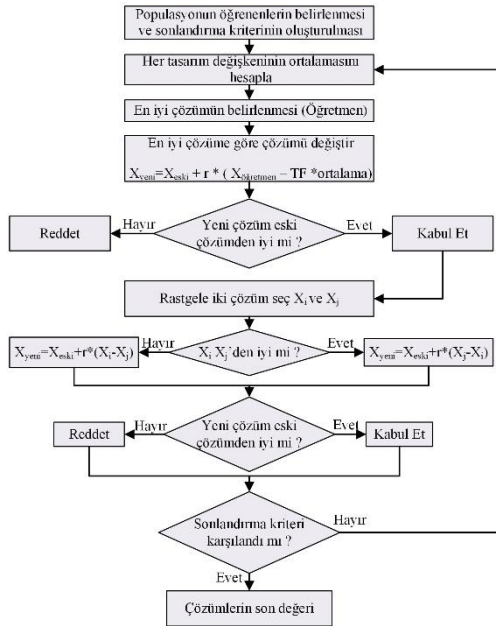 Populasyonun öğrenenlerin belirlenmesi
ve sonlandırma kriterinin oluşturulması
Her tasarım değişkeninin ortalamasını
hesapla
En iyi çözümün belirlenmesi (Öğretmen)
En iyi çözüme göre çözümü değiştir
Xyeni=Xeski + r * ( Xöğretmen – TF *ortalama)
Yeni çözüm eski
çözümden iyi mi ?
Hayır
Evet
Reddet
Kabul Et
Rastgele iki çözüm seç Xi ve Xj
Xi Xj'den iyi mi ?
Hayır
Evet
Xyeni=Xeski+r*(Xi-Xj)
Xyeni=Xeski+r*(Xj-Xi)
Yeni çözüm eski
çözümden iyi mi ?
Hayır
Evet
Reddet
Kabul Et
Sonlandırma kriteri
karşılandı mı ?
Hayır
Evet
Çözümlerin son değeri